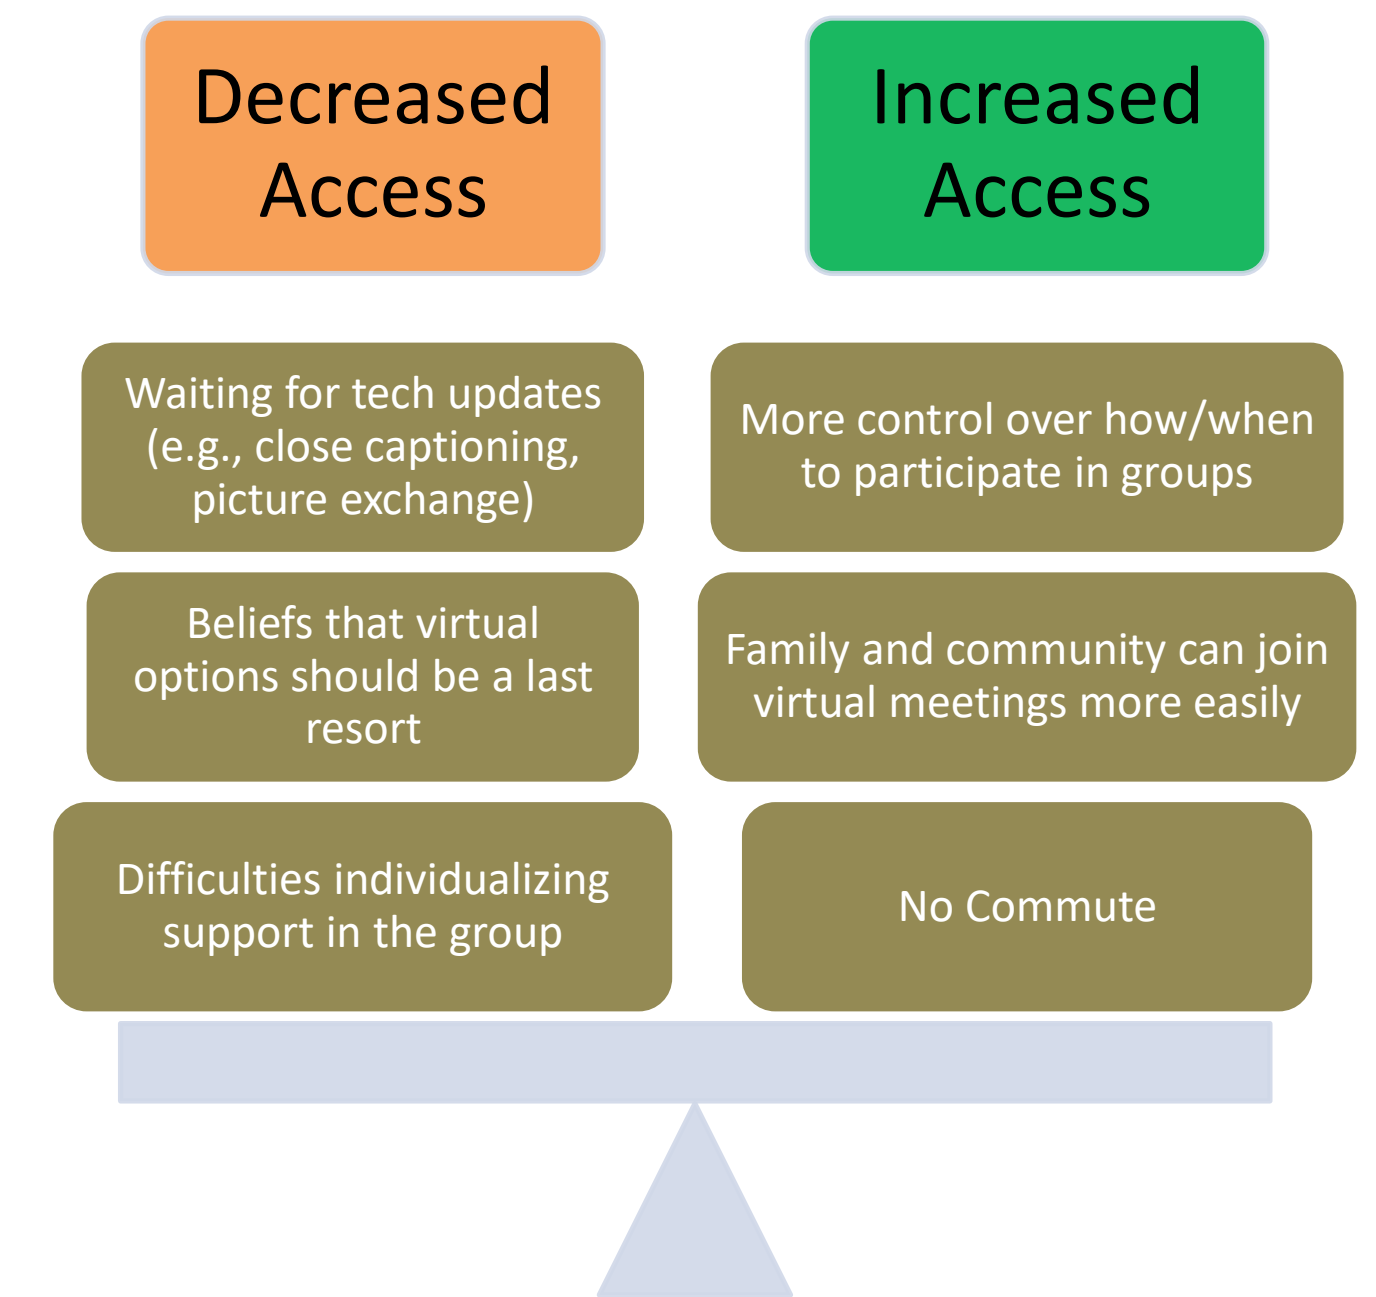 Decreased
Access
Increased
Access
Waiting for tech updates
(e.g., close captioning,
picture exchange)
More control over how/when
to participate in groups
Beliefs that virtual
options should be a last
resort
Family and community can join
virtual meetings more easily
Difficulties individualizing
support in the group
No Commute